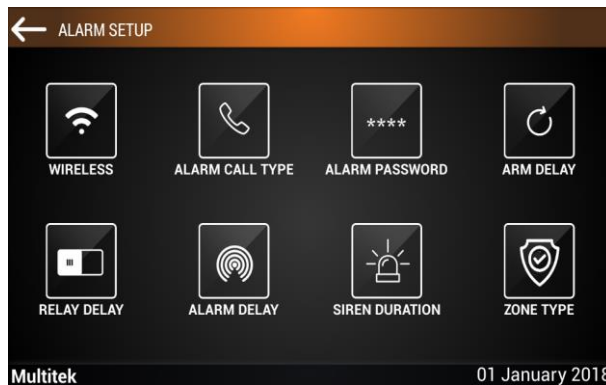 ALARM SETUP
****
WIRELESS ALARM CALL TYPE ALARM PASSWORD ARM DELAY
RELAY DELAY ALARM DELAY SIREN DURATION ZONE TYPE
Multitek 01 January 2018